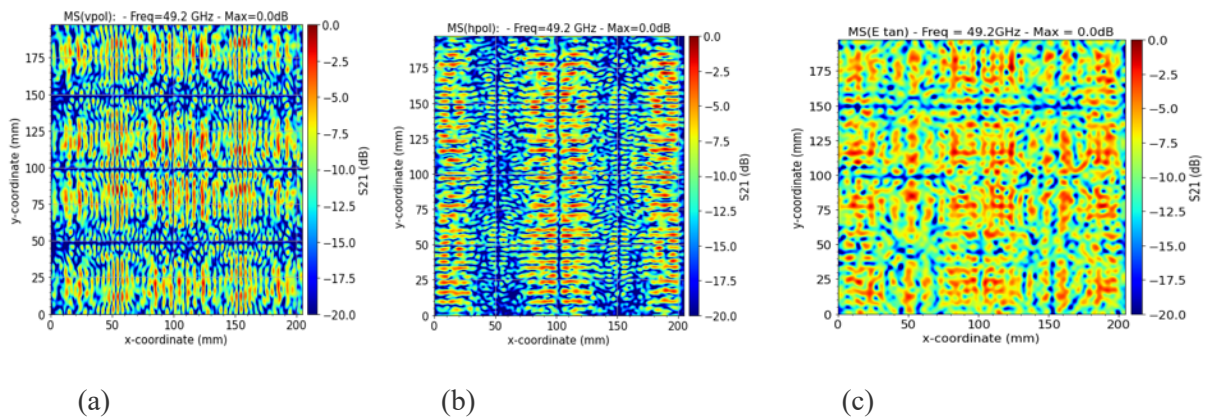 MS(vpol): - Freq=49.2 GHz - Max=0.0dB
175
150
125
100
75
50
25
0
y-coordinate (mm)
0 50 100 150 200
x-coordinate (mm)
0.0
−2.5
−5.0
−7.5
−10.0
−12.5
−15.0
−17.5
−20.0
S21 (dB)
(a)
MS(hpol): - Freq=49.2 GHz - Max=0.0dB
175
150
125
100
75
50
25
0
y-coordinate (mm)
0 50 100 150 200
x-coordinate (mm)
0.0
−2.5
−5.0
−7.5
−10.0
−12.5
−15.0
−17.5
−20.0
S21 (dB)
(b)
MS(E tan) - Freq = 49.2GHz - Max = 0.0dB
175
150
125
100
75
50
25
0
y-coordinate (mm)
0 50 100 150 200
x-coordinate (mm)
0.0
−2.5
−5.0
−7.5
−10.0
−12.5
−15.0
−17.5
−20.0
S21 (dB)
(c)